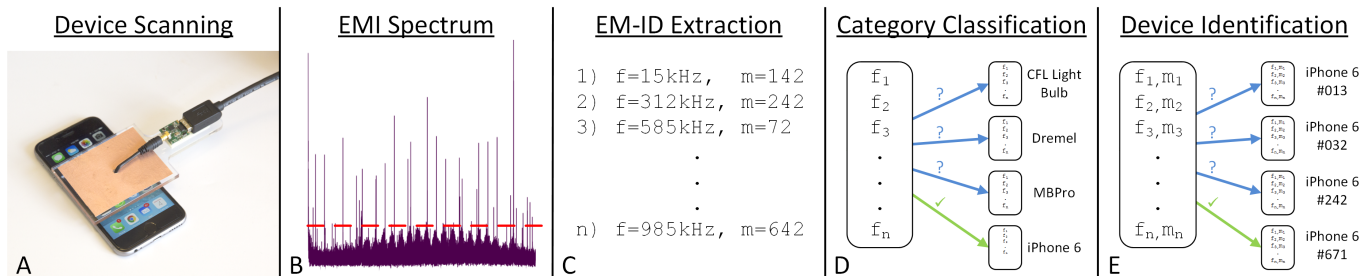 Device Scanning
A
EMI Spectrum
B
EM-ID Extraction
1) f=15kHz, m=142
2) f=312kHz, m=242
3) f=585kHz, m=72
.
.
.
n) f=985kHz, m=642
C
Category Classification
f1
f2
f3
.
.
.
fn
?
?
?
✓
CFL Light
Bulb
Dremel
MBPro
iPhone 6
D
Device Identification
f1,m1
f2,m2
f3,m3
.
.
.
fn,mn
?
?
?
✓
iPhone 6
#013
iPhone 6
#032
iPhone 6
#242
iPhone 6
#671
E